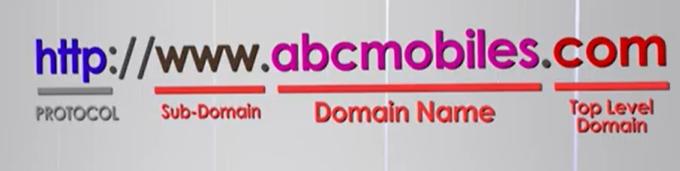 http://www.abcmobiles.com
PROTOCOL Sub-Domain Domain Name Top Level
Domain